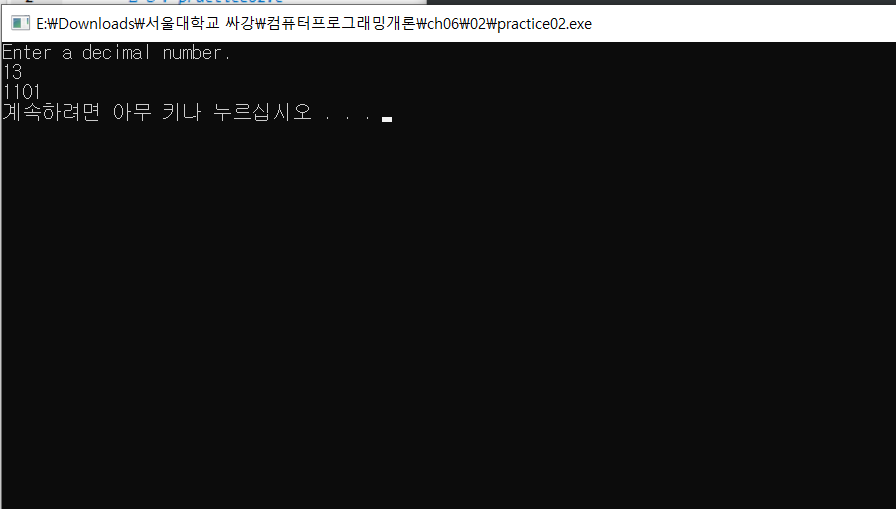 E:₩Downloads₩서울대학교 싸강₩컴퓨터프로그래밍개론₩ch06₩02₩practice02.exe
Enter a decimal number.
13
1101
계속하려면 아무 키나 누르십시오 . . .